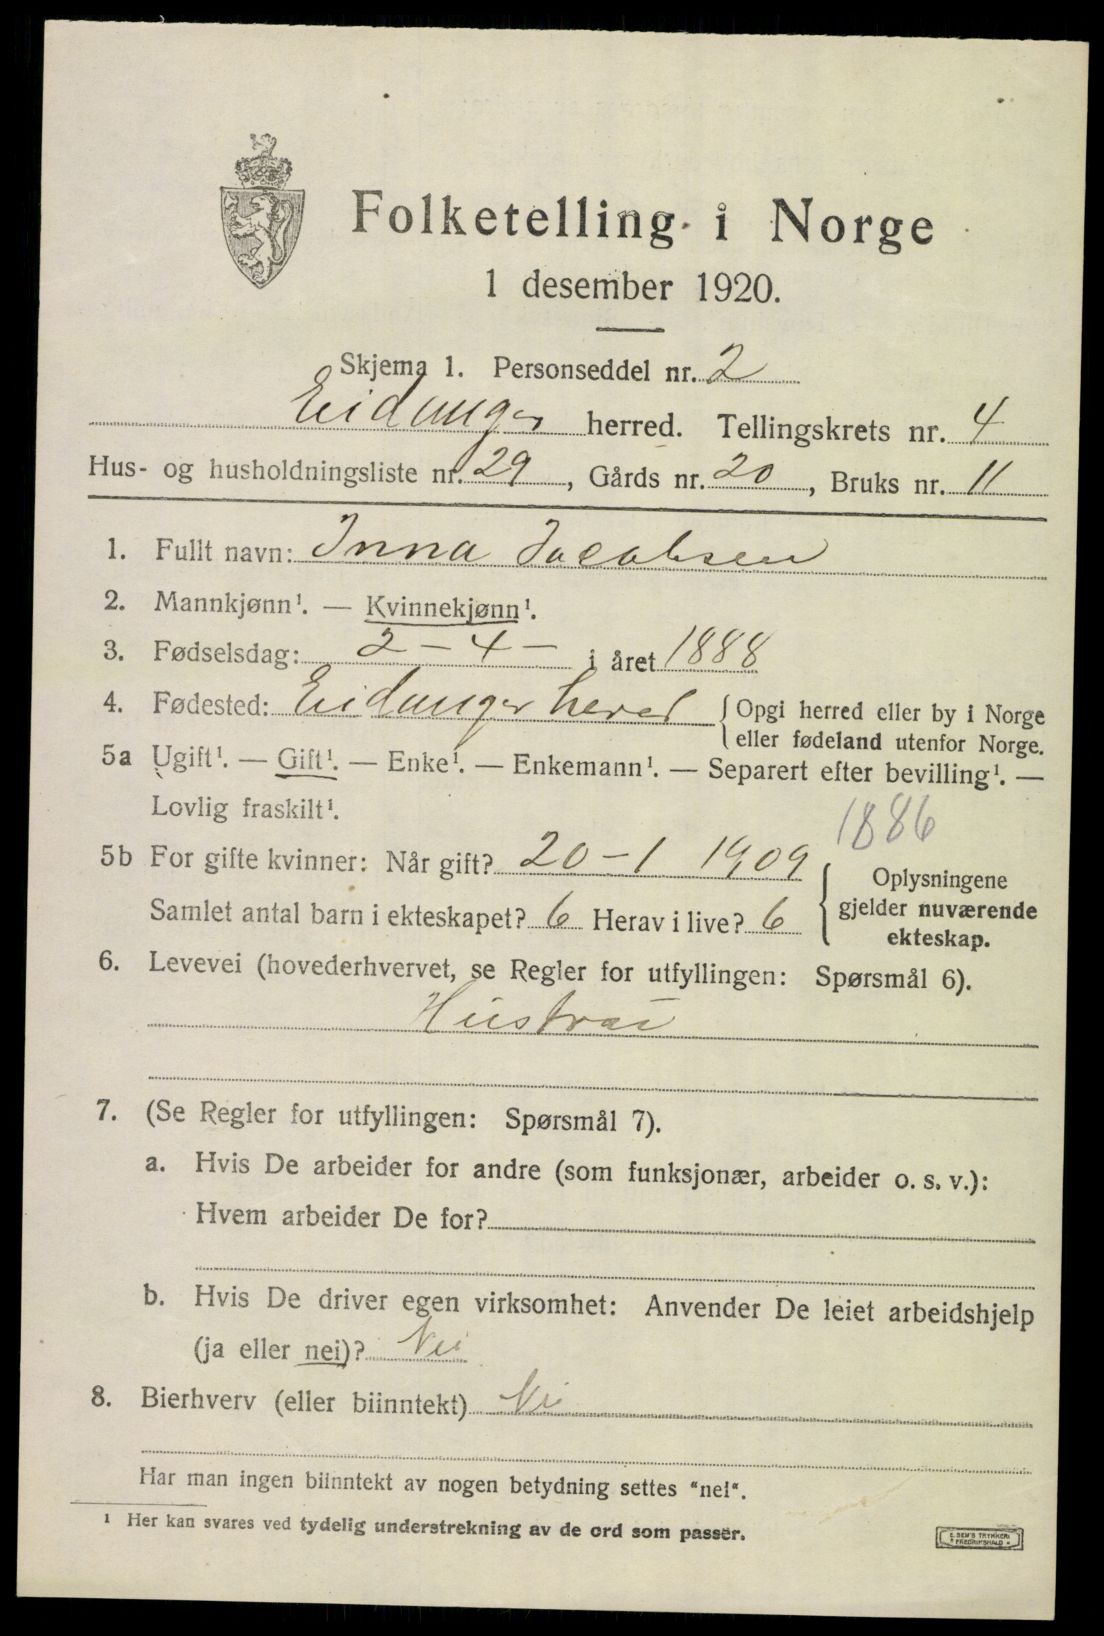 Folketelling i Norge
1 desember 1920.
Skjema 1. Personseddel nr. 2
Eidanger herred. Tellingskrets nr. 4
Hus- og husholdningsliste nr. 29, Gårds nr. 20, Bruks nr. 11
1. Fullt navn: Inna Jacobsen
2. Mannkjønn¹. — Kvinnekjønn¹.
3. Fødselsdag: 2 - 4 - i året 1888
4. Fødested: Eidanger herred { Opgi herred eller by i Norge
eller fødeland utenfor Norge.
5a Ugift¹. — Gift¹. — Enke¹. — Enkemann¹. — Separert efter bevilling¹. —
Lovlig fraskilt¹.
1886
5b For gifte kvinner: Når gift? 20 - 1 1909
Samlet antal barn i ekteskapet? 6 Herav i live? 6
{ Oplysningene
gjelder nuværende
ekteskap.
6. Levevei (hovederhvervet, se Regler for utfyllingen: Spørsmål 6).
Hustru
7. (Se Regler for utfyllingen: Spørsmål 7).
a. Hvis De arbeider for andre (som funksjonær, arbeider o. s. v.):
Hvem arbeider De for?
b. Hvis De driver egen virksomhet: Anvender De leiet arbeidshjelp
(ja eller nei)? Nei
8. Bierhverv (eller biinntekt) Nei
Har man ingen biinntekt av nogen betydning settes "nei".
¹ Her kan svares ved tydelig understrekning av de ord som passer.
E. SEM'S TRYKKERI
FREDRIKSHALD